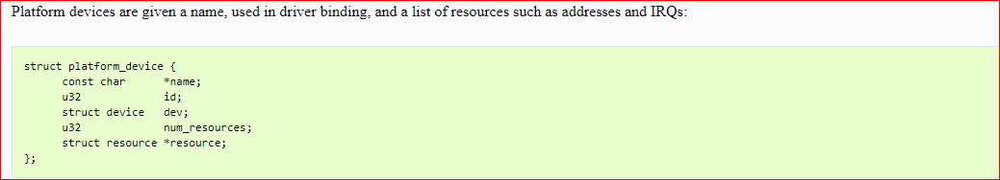 Platform devices are given a name, used in driver binding, and a list of resources such as addresses and IRQs:
struct platform_device {
      const char      *name;
      u32             id;
      struct device   dev;
      u32             num_resources;
      struct resource *resource;
};